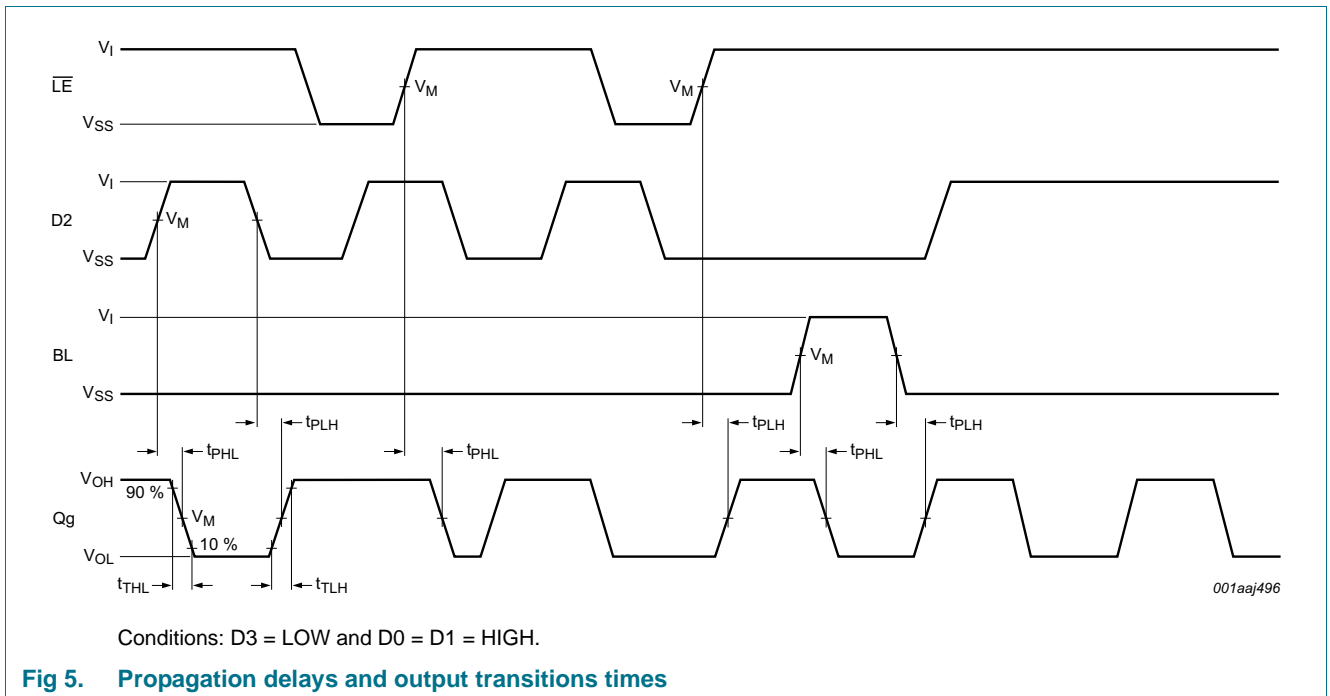 VI
LE
VM
VM
VSS
VI
D2
VM
VSS
VI
BL
VM
VSS
tPLH
tPLH
tPLH
tPHL
tPHL
tPHL
VOH
90 %
Qg
VM
10 %
VOL
tTHL
tTLH
001aaj496
Conditions: D3 = LOW and D0 = D1 = HIGH.
Fig 5. Propagation delays and output transitions times